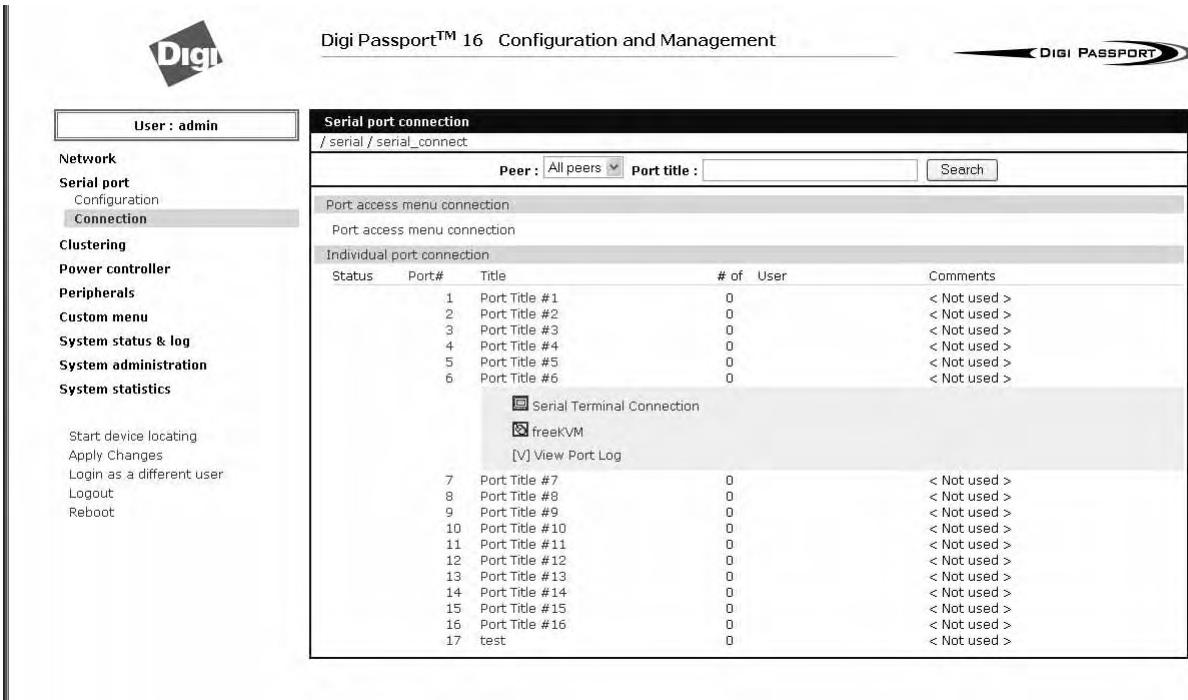 Digi
Digi Passport™ 16 Configuration and Management
DIGI PASSPORT
User : admin
Network
Serial port
Configuration
Connection
Clustering
Power controller
Peripherals
Custom menu
System status & log
System administration
System statistics
Start device locating
Apply Changes
Login as a different user
Logout
Reboot
Serial port connection
/ serial / serial_connect
Peer : All peers Port title : Search
Port access menu connection
Port access menu connection
Individual port connection
Status Port# Title # of User Comments
1 Port Title #1 0 < Not used >
2 Port Title #2 0 < Not used >
3 Port Title #3 0 < Not used >
4 Port Title #4 0 < Not used >
5 Port Title #5 0 < Not used >
6 Port Title #6 0 < Not used >
Serial Terminal Connection
freeKVM
[V] View Port Log
7 Port Title #7 0 < Not used >
8 Port Title #8 0 < Not used >
9 Port Title #9 0 < Not used >
10 Port Title #10 0 < Not used >
11 Port Title #11 0 < Not used >
12 Port Title #12 0 < Not used >
13 Port Title #13 0 < Not used >
14 Port Title #14 0 < Not used >
15 Port Title #15 0 < Not used >
16 Port Title #16 0 < Not used >
17 test 0 < Not used >